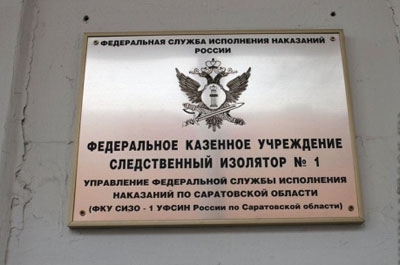 ФЕДЕРАЛЬНАЯ СЛУЖБА ИСПОЛНЕНИЯ НАКАЗАНИЙ
РОССИИ
ФЕДЕРАЛЬНОЕ КАЗЕННОЕ УЧРЕЖДЕНИЕ
СЛЕДСТВЕННЫЙ ИЗОЛЯТОР № 1
УПРАВЛЕНИЕ ФЕДЕРАЛЬНОЙ СЛУЖБЫ ИСПОЛНЕНИЯ
НАКАЗАНИЙ ПО САРАТОВСКОЙ ОБЛАСТИ
(ФКУ СИЗО - 1 УФСИН России по Саратовской области)